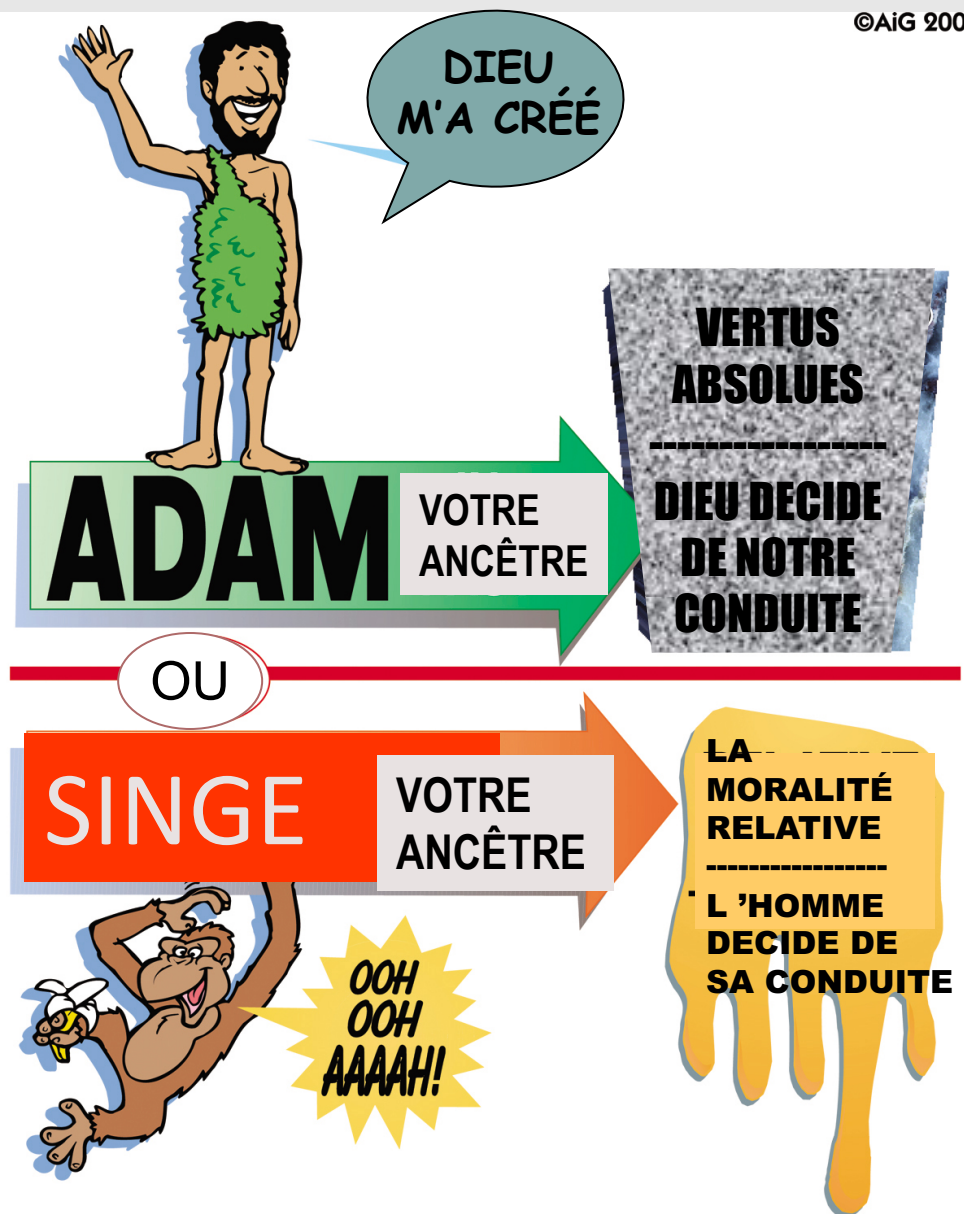 ©AiG 200
DIEU
M'A CRÉÉ
VERTUS
ABSOLUES
-----------------
DIEU DECIDE
DE NOTRE
CONDUITE
ADAM
VOTRE
ANCÊTRE
OU
SINGE
VOTRE
ANCÊTRE
LA
MORALITÉ
RELATIVE
-----------------
L ’HOMME
DECIDE DE
SA CONDUITE
OOH
OOH
AAAAH!